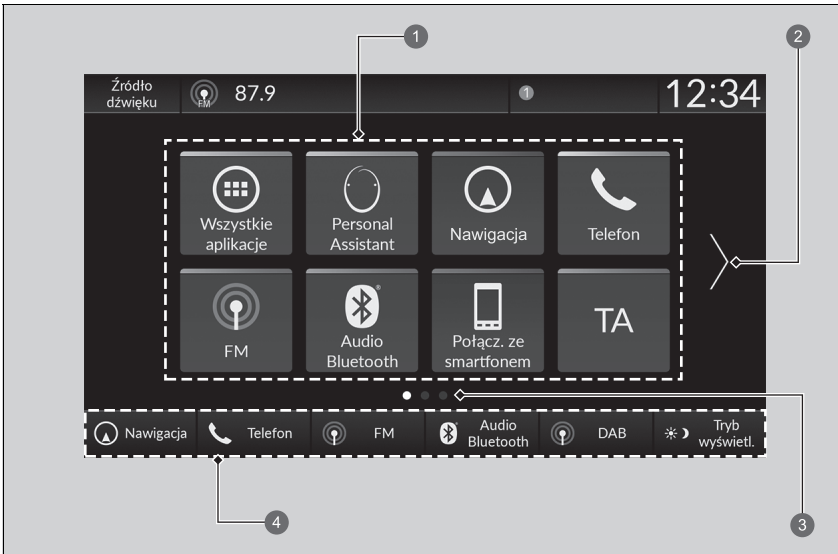 1
2
Źródło
dźwięku
FM
87.9
1
12:34
Wszystkie
aplikacje
Personal
Assistant
Nawigacja
Telefon
FM
Audio
Bluetooth
®
Połącz. ze
smartfonem
TA
Nawigacja
Telefon
FM
Audio
Bluetooth
DAB
Tryb
wyświetl.
4
3